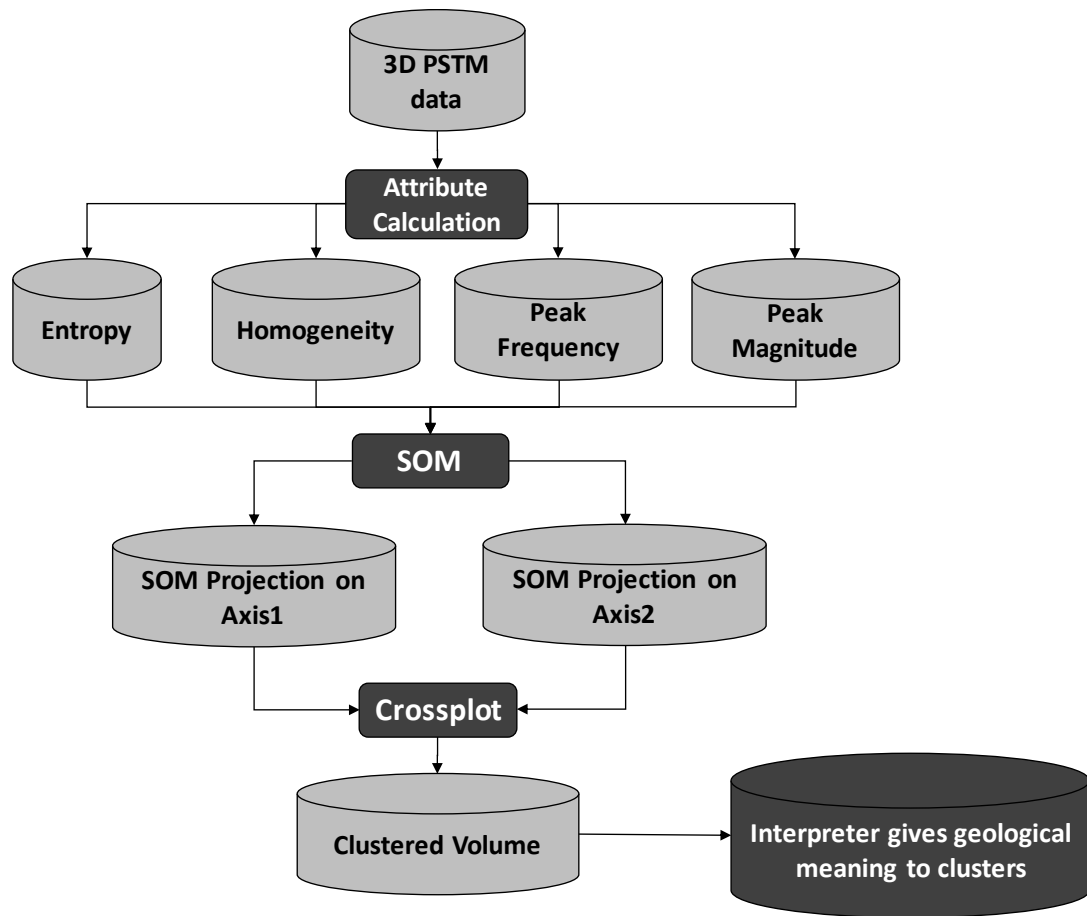 3D PSTM
data
Attribute
Calculation
Entropy
Homogeneity
Peak
Frequency
Peak
Magnitude
SOM
SOM Projection on
Axis1
SOM Projection on
Axis2
Crossplot
Clustered Volume
Interpreter gives geological
meaning to clusters